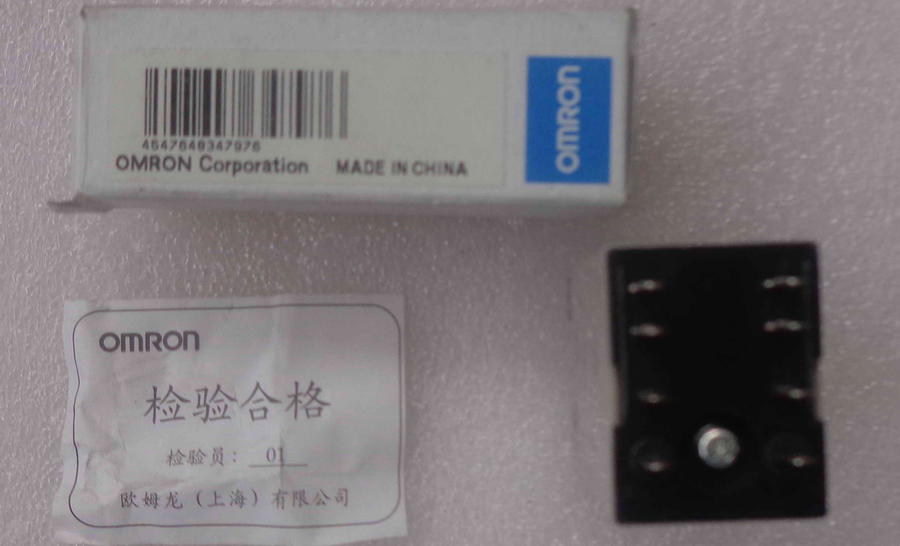 4547648347976
OMRON Corporation MADE IN CHINA
OMRON
OMRON
检验合格
检验员: 01
欧姆龙(上海)有限公司